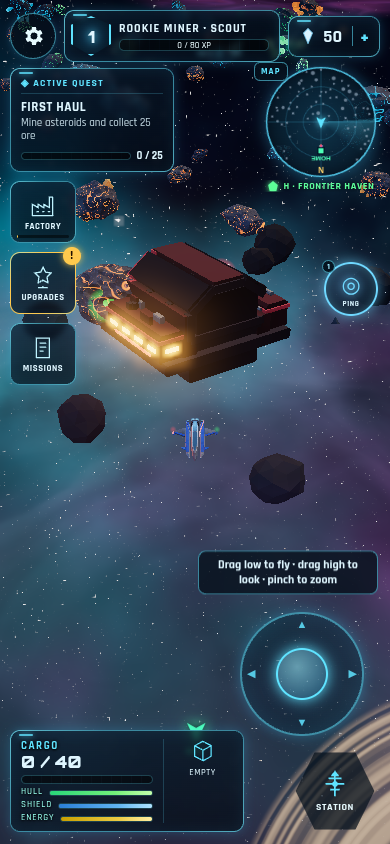 1
ROOKIE MINER · SCOUT
0 / 80 XP
50
+
MAP
ACTIVE QUEST
FIRST HAUL
Mine asteroids and collect 25
ore
0 / 25
HOME
N
H · FRONTIER HAVEN
FACTORY
!
UPGRADES
MISSIONS
1
PING
Drag low to fly · drag high to
look · pinch to zoom
CARGO
0 / 40
HULL
SHIELD
ENERGY
EMPTY
STATION